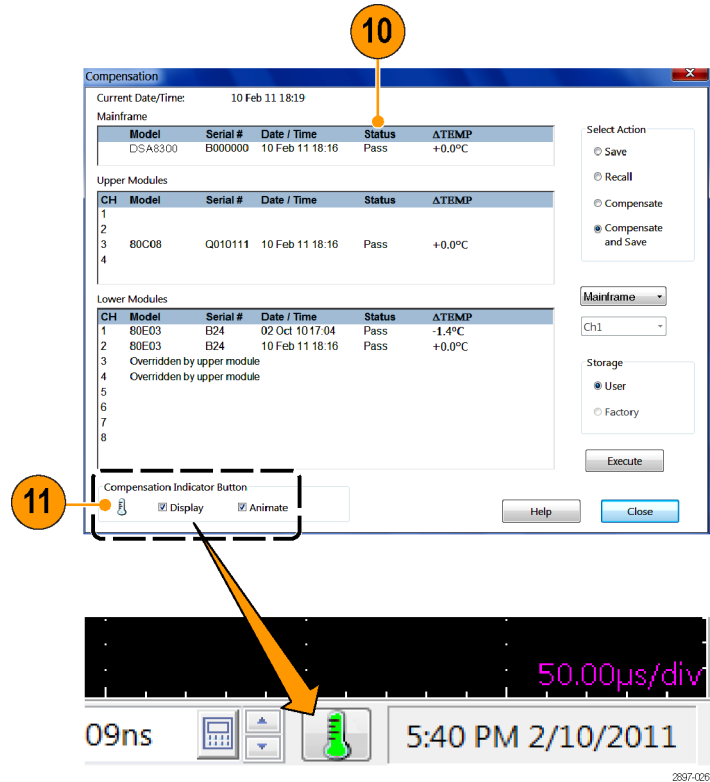 10
Compensation
Current Date/Time: 10 Feb 11 18:19
Mainframe
Model Serial # Date / Time Status ΔTEMP
DSA8300 B000000 10 Feb 11 18:16 Pass +0.0ºC
Upper Modules
CH Model Serial # Date / Time Status ΔTEMP
1
2
3 80C08 Q010111 10 Feb 11 18:16 Pass +0.0ºC
4
Lower Modules
CH Model Serial # Date / Time Status ΔTEMP
1 80E03 B24 02 Oct 10 17:04 Pass -1.4ºC
2 80E03 B24 10 Feb 11 18:16 Pass +0.0ºC
3 Overridden by upper module
4 Overridden by upper module
5
6
7
8
Select Action
Save
Recall
Compensate
Compensate
and Save
Mainframe
Ch1
Storage
User
Factory
Execute
11
Compensation Indicator Button
Display Animate
Help Close
50.00µs/div
09ns
5:40 PM 2/10/2011
2897-026